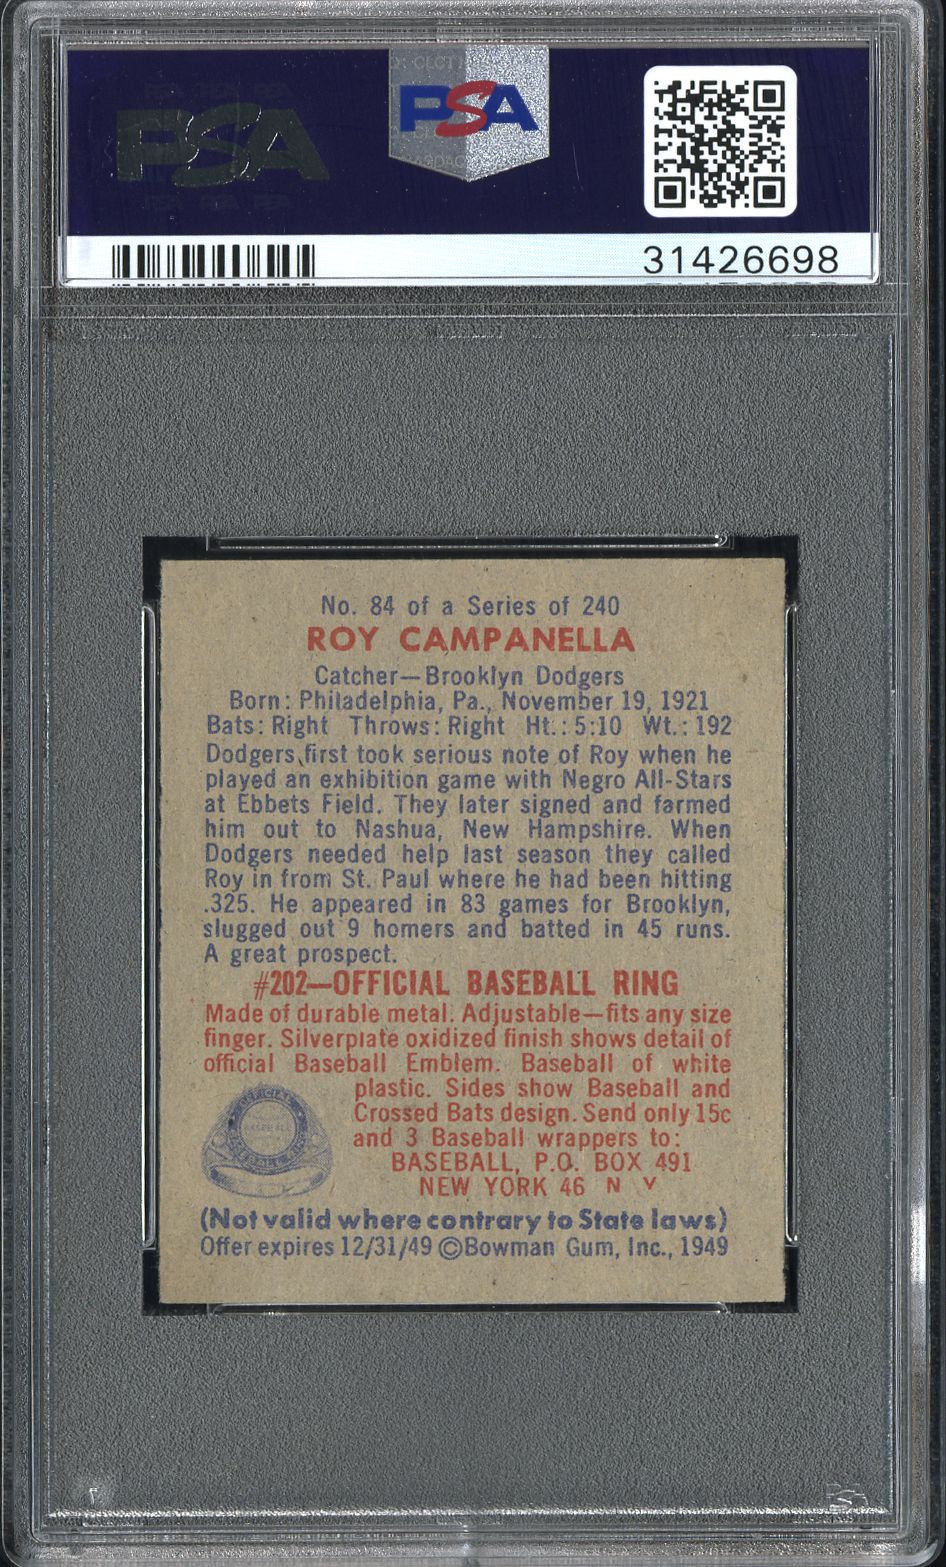 PSA
PSA
31426698
No. 84 of a Series of 240
ROY CAMPANELLA
Catcher—Brooklyn Dodgers
Born: Philadelphia, Pa., November 19, 1921
Bats: Right Throws: Right Ht.: 5:10 Wt.: 192
Dodgers first took serious note of Roy when he
played an exhibition game with Negro All-Stars
at Ebbets Field. They later signed and farmed
him out to Nashua, New Hampshire. When
Dodgers needed help last season they called
Roy in from St. Paul where he had been hitting
.325. He appeared in 83 games for Brooklyn,
slugged out 9 homers and batted in 45 runs.
A great prospect.
#202—OFFICIAL BASEBALL RING
Made of durable metal. Adjustable—fits any size
finger. Silverplate oxidized finish shows detail of
official Baseball Emblem. Baseball of white
plastic. Sides show Baseball and
Crossed Bats design. Send only 15c
and 3 Baseball wrappers to:
BASEBALL, P.O. BOX 491
NEW YORK 46 N Y
OFFICIAL
BASEBALL
(Not valid where contrary to State laws)
Offer expires 12/31/49 ©Bowman Gum, Inc., 1949
PSA